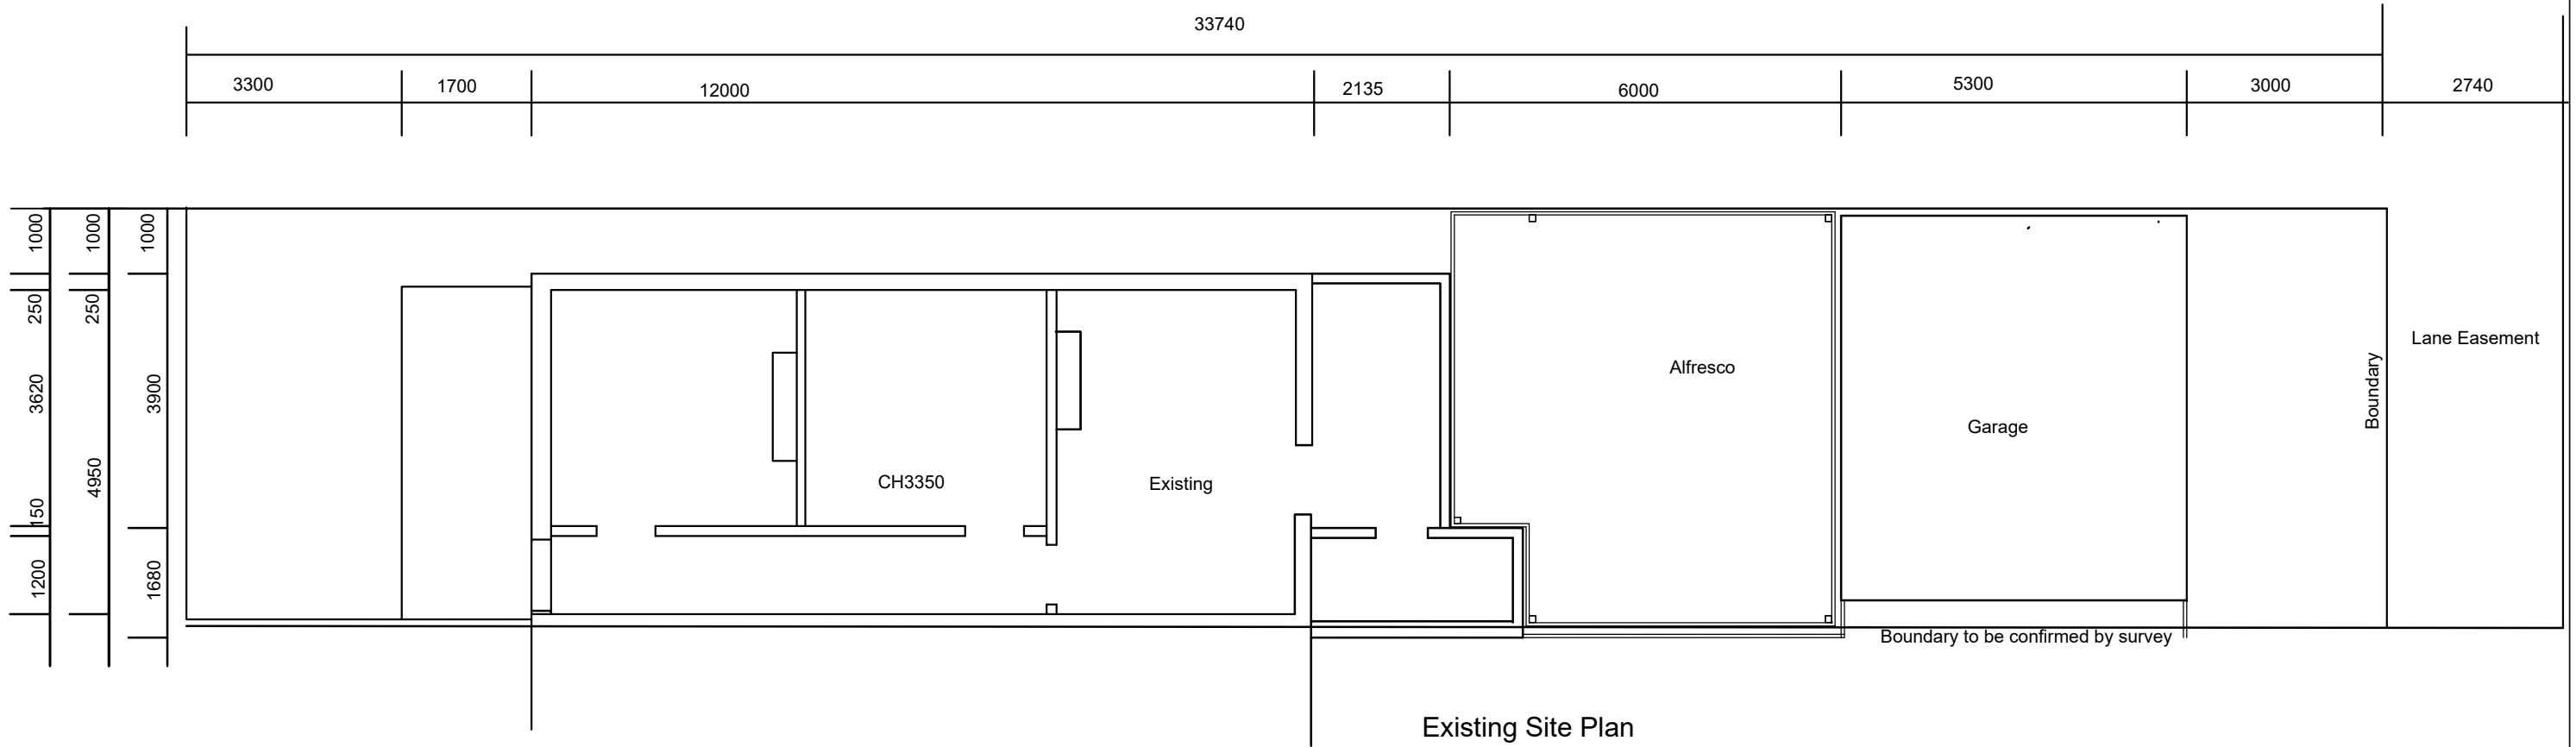 33740
3300
1700
12000
2135
6000
5300
3000
2740
1000
1000
1000
250
250
3620
3900
4950
150
1200
1680
CH3350
Existing
Alfresco
Garage
Boundary
Lane Easement
Boundary to be confirmed by survey
Existing Site Plan